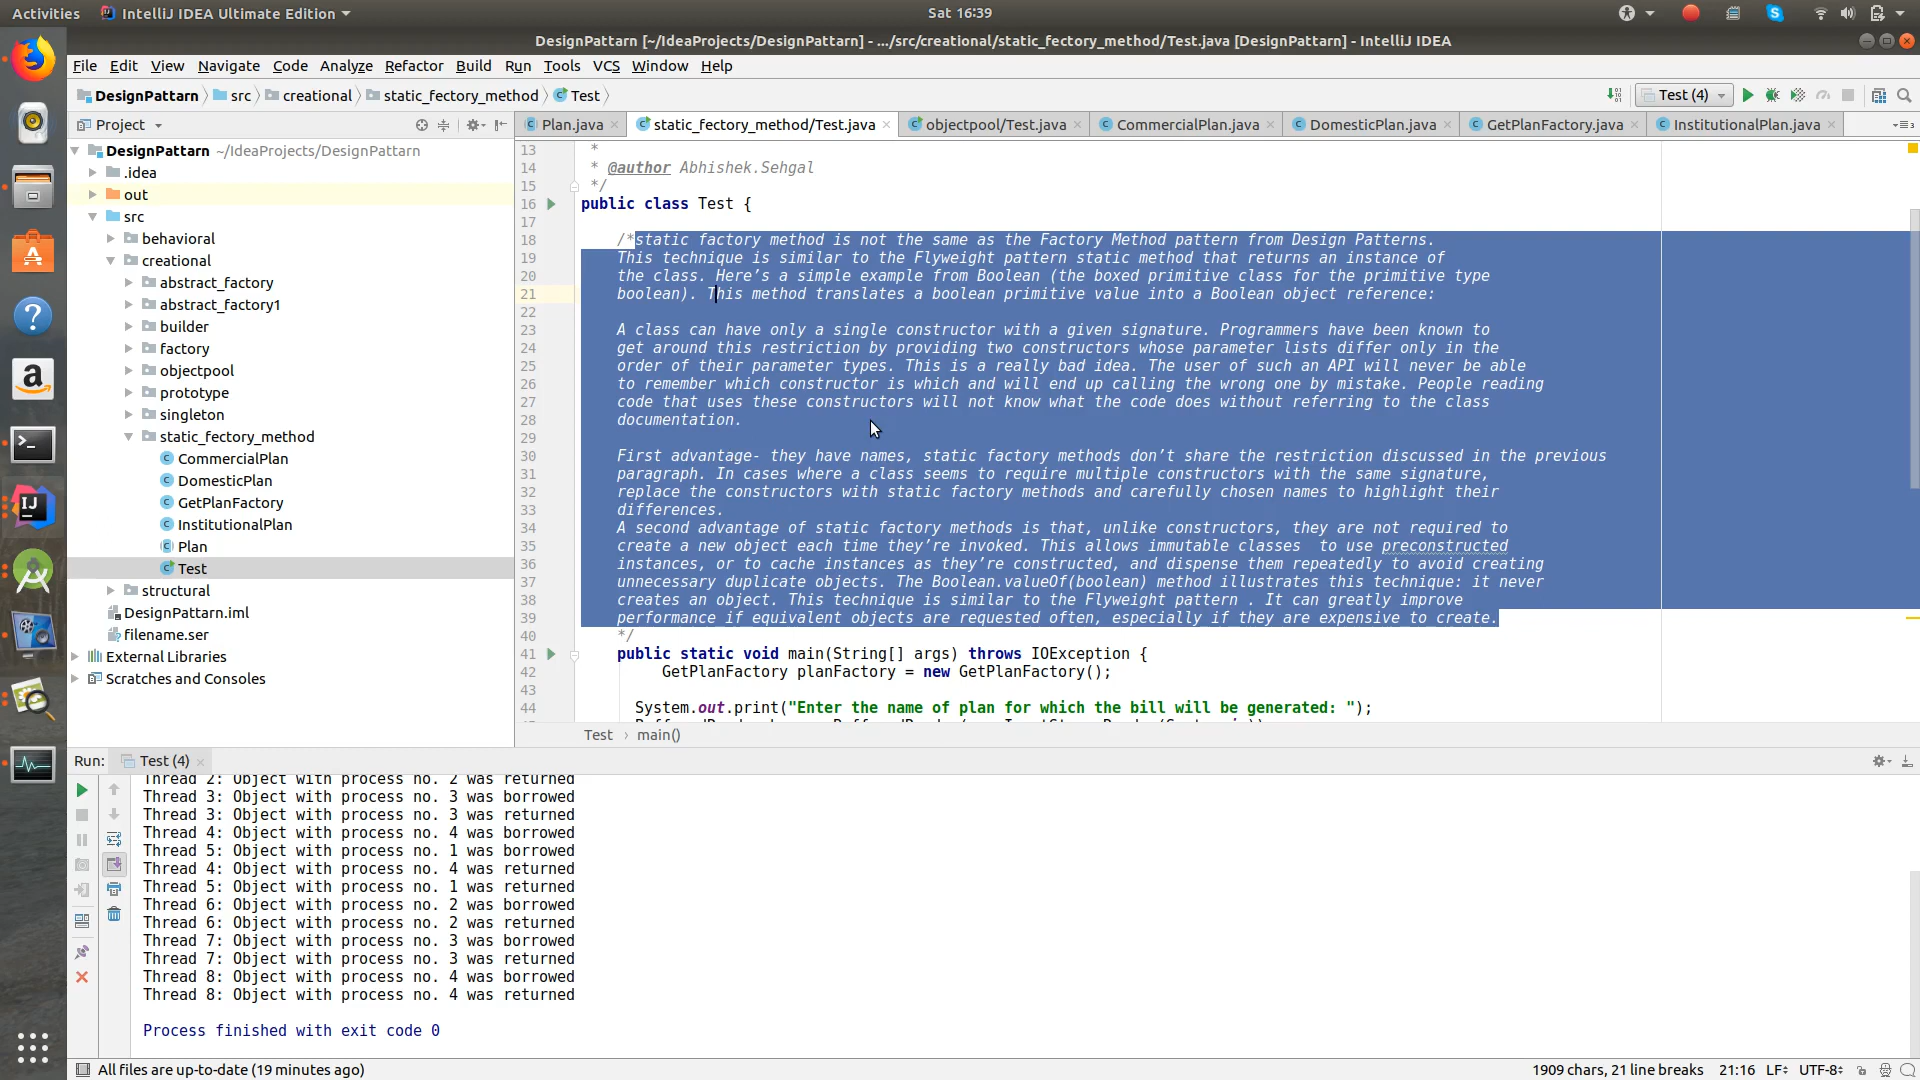 Activities IntelliJ IDEA Ultimate Edition Sat 16:39
DesignPattarn [~/IdeaProjects/DesignPattarn] - .../src/creational/static_fectory_method/Test.java [DesignPattarn] - IntelliJ IDEA
File Edit View Navigate Code Analyze Refactor Build Run Tools VCS Window Help
DesignPattarn src creational static_fectory_method Test Test (4)
Project Plan.java static_fectory_method/Test.java objectpool/Test.java CommercialPlan.java DomesticPlan.java GetPlanFactory.java InstitutionalPlan.java
DesignPattarn ~/IdeaProjects/DesignPattarn
.idea
out
src
behavioral
creational
abstract_factory
abstract_factory1
builder
factory
objectpool
prototype
singleton
static_fectory_method
CommercialPlan
DomesticPlan
GetPlanFactory
InstitutionalPlan
Plan
Test
structural
DesignPattarn.iml
filename.ser
External Libraries
Scratches and Consoles
13 *
14 * @author Abhishek.Sehgal
15 */
16 public class Test {
17
18 /*static factory method is not the same as the Factory Method pattern from Design Patterns.
19 This technique is similar to the Flyweight pattern static method that returns an instance of
20 the class. Here’s a simple example from Boolean (the boxed primitive class for the primitive type
21 boolean). This method translates a boolean primitive value into a Boolean object reference:
22
23 A class can have only a single constructor with a given signature. Programmers have been known to
24 get around this restriction by providing two constructors whose parameter lists differ only in the
25 order of their parameter types. This is a really bad idea. The user of such an API will never be able
26 to remember which constructor is which and will end up calling the wrong one by mistake. People reading
27 code that uses these constructors will not know what the code does without referring to the class
28 documentation.
29
30 First advantage- they have names, static factory methods don’t share the restriction discussed in the previous
31 paragraph. In cases where a class seems to require multiple constructors with the same signature,
32 replace the constructors with static factory methods and carefully chosen names to highlight their
33 differences.
34 A second advantage of static factory methods is that, unlike constructors, they are not required to
35 create a new object each time they’re invoked. This allows immutable classes  to use preconstructed
36 instances, or to cache instances as they’re constructed, and dispense them repeatedly to avoid creating
37 unnecessary duplicate objects. The Boolean.valueOf(boolean) method illustrates this technique: it never
38 creates an object. This technique is similar to the Flyweight pattern . It can greatly improve
39 performance if equivalent objects are requested often, especially if they are expensive to create.
40 */
41 public static void main(String[] args) throws IOException {
42 GetPlanFactory planFactory = new GetPlanFactory();
43
44 System.out.print("Enter the name of plan for which the bill will be generated: ");
Test main()
Run: Test (4)
Thread 2: Object with process no. 2 was returned
Thread 3: Object with process no. 3 was borrowed
Thread 3: Object with process no. 3 was returned
Thread 4: Object with process no. 4 was borrowed
Thread 5: Object with process no. 1 was borrowed
Thread 4: Object with process no. 4 was returned
Thread 5: Object with process no. 1 was returned
Thread 6: Object with process no. 2 was borrowed
Thread 6: Object with process no. 2 was returned
Thread 7: Object with process no. 3 was borrowed
Thread 7: Object with process no. 3 was returned
Thread 8: Object with process no. 4 was borrowed
Thread 8: Object with process no. 4 was returned
Process finished with exit code 0
All files are up-to-date (19 minutes ago) 1909 chars, 21 line breaks 21:16 LF UTF-8